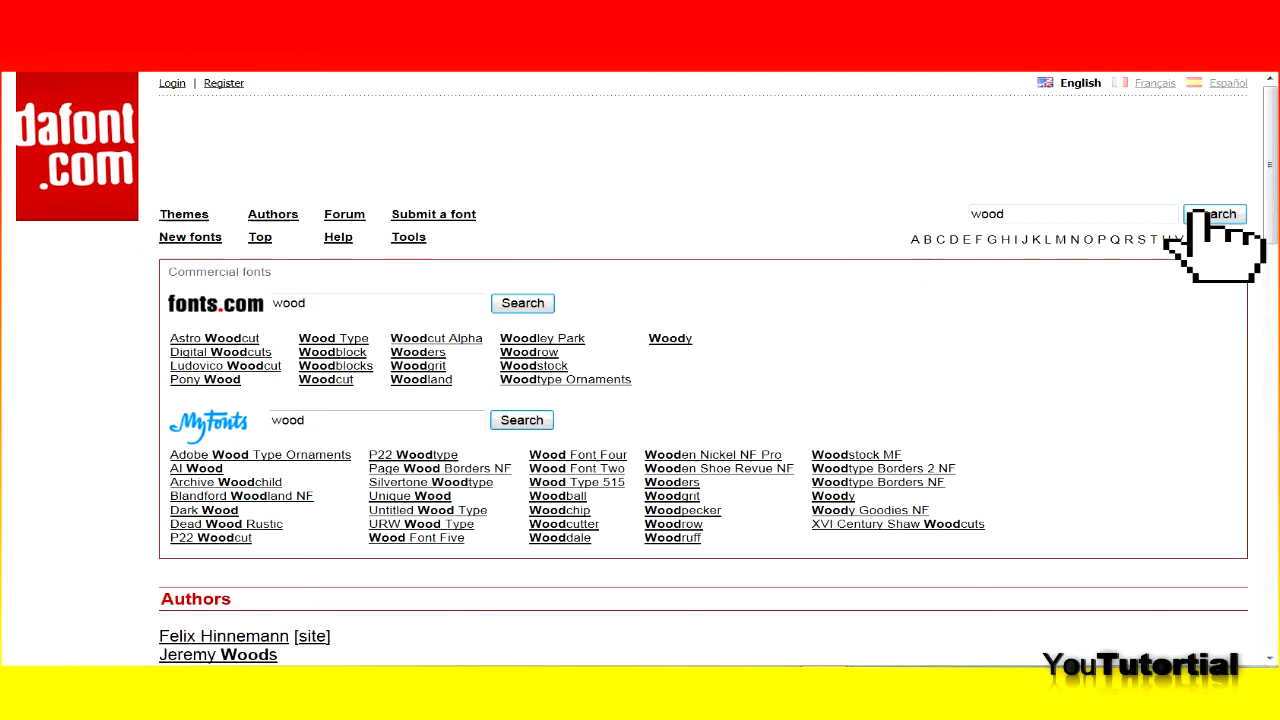 dafont
.com
Login | Register
English Français Español
Themes Authors Forum Submit a font
wood
New fonts Top Help Tools
A B C D E F G H I J K L M N O P Q R S T U V
Commercial fonts
fonts.com wood Search
Astro Woodcut Wood Type Woodcut Alpha Woodley Park Woody
Digital Woodcuts Woodblock Wooders Woodrow
Ludovico Woodcut Woodblocks Woodgrit Woodstock
Pony Wood Woodcut Woodland Woodtype Ornaments
MyFonts wood Search
Adobe Wood Type Ornaments P22 Woodtype Wood Font Four Wooden Nickel NF Pro Woodstock MF
AI Wood Page Wood Borders NF Wood Font Two Wooden Shoe Revue NF Woodtype Borders 2 NF
Archive Woodchild Silvertone Woodtype Wood Type 515 Wooders Woodtype Borders NF
Blandford Woodland NF Unique Wood Woodball Woodgrit Woody
Dark Wood Untitled Wood Type Woodchip Woodpecker Woody Goodies NF
Dead Wood Rustic URW Wood Type Woodcutter Woodrow XVI Century Shaw Woodcuts
P22 Woodcut Wood Font Five Wooddale Woodruff
Authors
Felix Hinnemann [site]
Jeremy Woods
YouTutortial